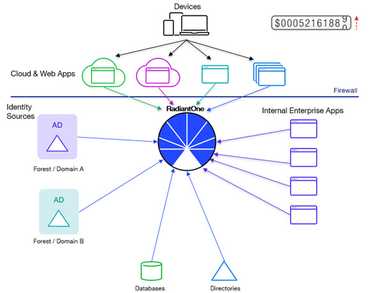 Devices
$0005216188
Cloud & Web Apps
Firewall
Identity
Sources
RadiantOne
Internal Enterprise Apps
AD
Forest / Domain A
AD
Forest / Domain B
Databases
Directories